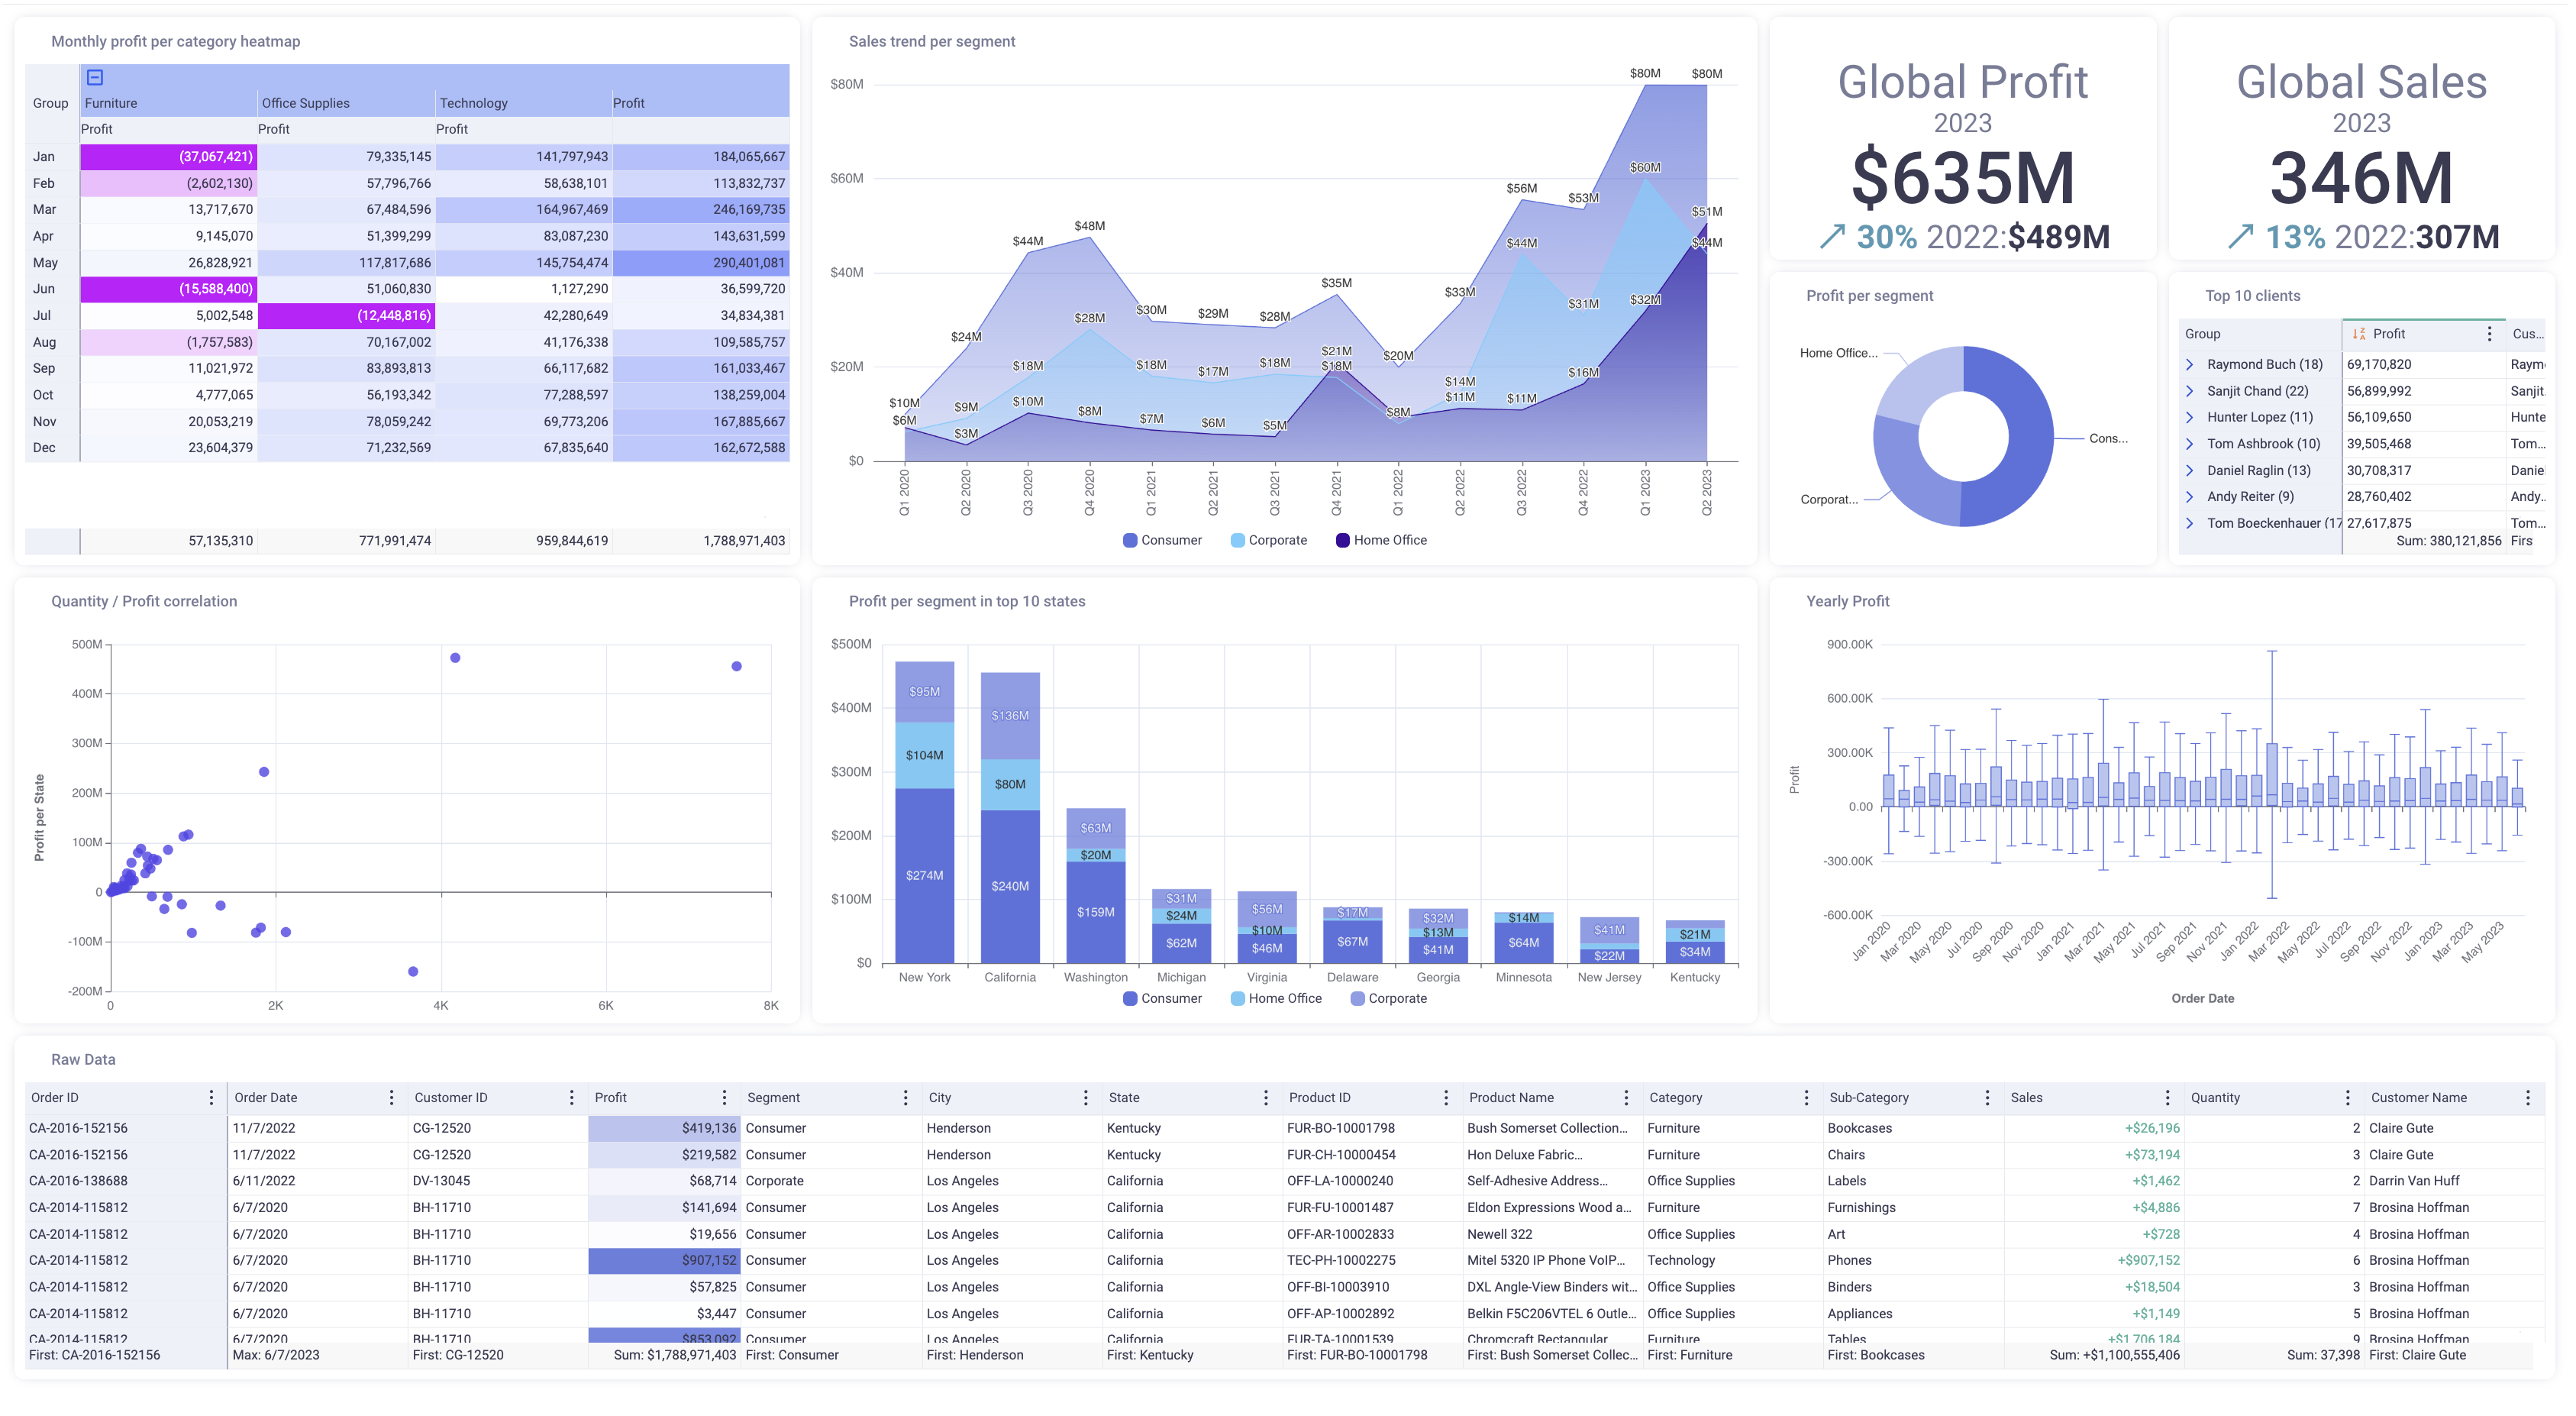 Monthly profit per category heatmap
Group Furniture Office Supplies Technology Profit
Profit Profit Profit
Jan (37,067,421) 79,335,145 141,797,943 184,065,667
Feb (2,602,130) 57,796,766 58,638,101 113,832,737
Mar 13,717,670 67,484,596 164,967,469 246,169,735
Apr 9,145,070 51,399,299 83,087,230 143,631,599
May 26,828,921 117,817,686 145,754,474 290,401,081
Jun (15,588,400) 51,060,830 1,127,290 36,599,720
Jul 5,002,548 (12,448,816) 42,280,649 34,834,381
Aug (1,757,583) 70,167,002 41,176,338 109,585,757
Sep 11,021,972 83,893,813 66,117,682 161,033,467
Oct 4,777,065 56,193,342 77,288,597 138,259,004
Nov 20,053,219 78,059,242 69,773,206 167,885,667
Dec 23,604,379 71,232,569 67,835,640 162,672,588
57,135,310 771,991,474 959,844,619 1,788,971,403
Sales trend per segment
$80M
$60M
$40M
$20M
$0
$10M $24M $44M $48M $30M $29M $28M $35M $20M $33M $56M $53M $80M $80M
$6M $9M $18M $28M $18M $17M $18M $18M $8M $14M $44M $31M $60M $44M
$3M $10M $8M $7M $6M $5M $21M $11M $11M $16M $32M $51M
Q1 2020 Q2 2020 Q3 2020 Q4 2020 Q1 2021 Q2 2021 Q3 2021 Q4 2021 Q1 2022 Q2 2022 Q3 2022 Q4 2022 Q1 2023 Q2 2023
Consumer Corporate Home Office
Global Profit
2023
$635M
30% 2022:$489M
Global Sales
2023
346M
13% 2022:307M
Profit per segment
Home Office...
Cons...
Corporat...
Top 10 clients
Group Profit Cus...
Raymond Buch (18) 69,170,820 Raym
Sanjit Chand (22) 56,899,992 Sanjit
Hunter Lopez (11) 56,109,650 Hunte
Tom Ashbrook (10) 39,505,468 Tom...
Daniel Raglin (13) 30,708,317 Danie
Andy Reiter (9) 28,760,402 Andy..
Tom Boeckenhauer (17 27,617,875 Tom...
Sum: 380,121,856 Firs
Quantity / Profit correlation
Profit per State
500M
400M
300M
200M
100M
0
-100M
-200M
0 2K 4K 6K 8K
Profit per segment in top 10 states
$500M
$400M
$300M
$200M
$100M
$0
$95M $136M $63M $31M $56M $17M $32M $41M
$104M $80M $20M $24M $10M $13M $14M $21M
$274M $240M $159M $62M $46M $67M $41M $64M $22M $34M
New York California Washington Michigan Virginia Delaware Georgia Minnesota New Jersey Kentucky
Consumer Home Office Corporate
Yearly Profit
Profit
900.00K
600.00K
300.00K
0.00
-300.00K
-600.00K
Jan 2020 Mar 2020 May 2020 Jul 2020 Sep 2020 Nov 2020 Jan 2021 Mar 2021 May 2021 Jul 2021 Sep 2021 Nov 2021 Jan 2022 Mar 2022 May 2022 Jul 2022 Sep 2022 Nov 2022 Jan 2023 Mar 2023 May 2023
Order Date
Raw Data
Order ID Order Date Customer ID Profit Segment City State Product ID Product Name Category Sub-Category Sales Quantity Customer Name
CA-2016-152156 11/7/2022 CG-12520 $419,136 Consumer Henderson Kentucky FUR-BO-10001798 Bush Somerset Collection... Furniture Bookcases +$26,196 2 Claire Gute
CA-2016-152156 11/7/2022 CG-12520 $219,582 Consumer Henderson Kentucky FUR-CH-10000454 Hon Deluxe Fabric... Furniture Chairs +$73,194 3 Claire Gute
CA-2016-138688 6/11/2022 DV-13045 $68,714 Corporate Los Angeles California OFF-LA-10000240 Self-Adhesive Address... Office Supplies Labels +$1,462 2 Darrin Van Huff
CA-2014-115812 6/7/2020 BH-11710 $141,694 Consumer Los Angeles California FUR-FU-10001487 Eldon Expressions Wood a... Furniture Furnishings +$4,886 7 Brosina Hoffman
CA-2014-115812 6/7/2020 BH-11710 $19,656 Consumer Los Angeles California OFF-AR-10002833 Newell 322 Office Supplies Art +$728 4 Brosina Hoffman
CA-2014-115812 6/7/2020 BH-11710 $907,152 Consumer Los Angeles California TEC-PH-10002275 Mitel 5320 IP Phone VoIP... Technology Phones +$907,152 6 Brosina Hoffman
CA-2014-115812 6/7/2020 BH-11710 $57,825 Consumer Los Angeles California OFF-BI-10003910 DXL Angle-View Binders wit... Office Supplies Binders +$18,504 3 Brosina Hoffman
CA-2014-115812 6/7/2020 BH-11710 $3,447 Consumer Los Angeles California OFF-AP-10002892 Belkin F5C206VTEL 6 Outle... Office Supplies Appliances +$1,149 5 Brosina Hoffman
CA-2014-115812 6/7/2020 BH-11710 $853,092 Consumer Los Angeles California FUR-TA-10001539 Chromcraft Rectangular Furniture Tables +$1,706,184 9 Brosina Hoffman
First: CA-2016-152156 Max: 6/7/2023 First: CG-12520 Sum: $1,788,971,403 First: Consumer First: Henderson First: Kentucky First: FUR-BO-10001798 First: Bush Somerset Collec... First: Furniture First: Bookcases Sum: +$1,100,555,406 Sum: 37,398 First: Claire Gute